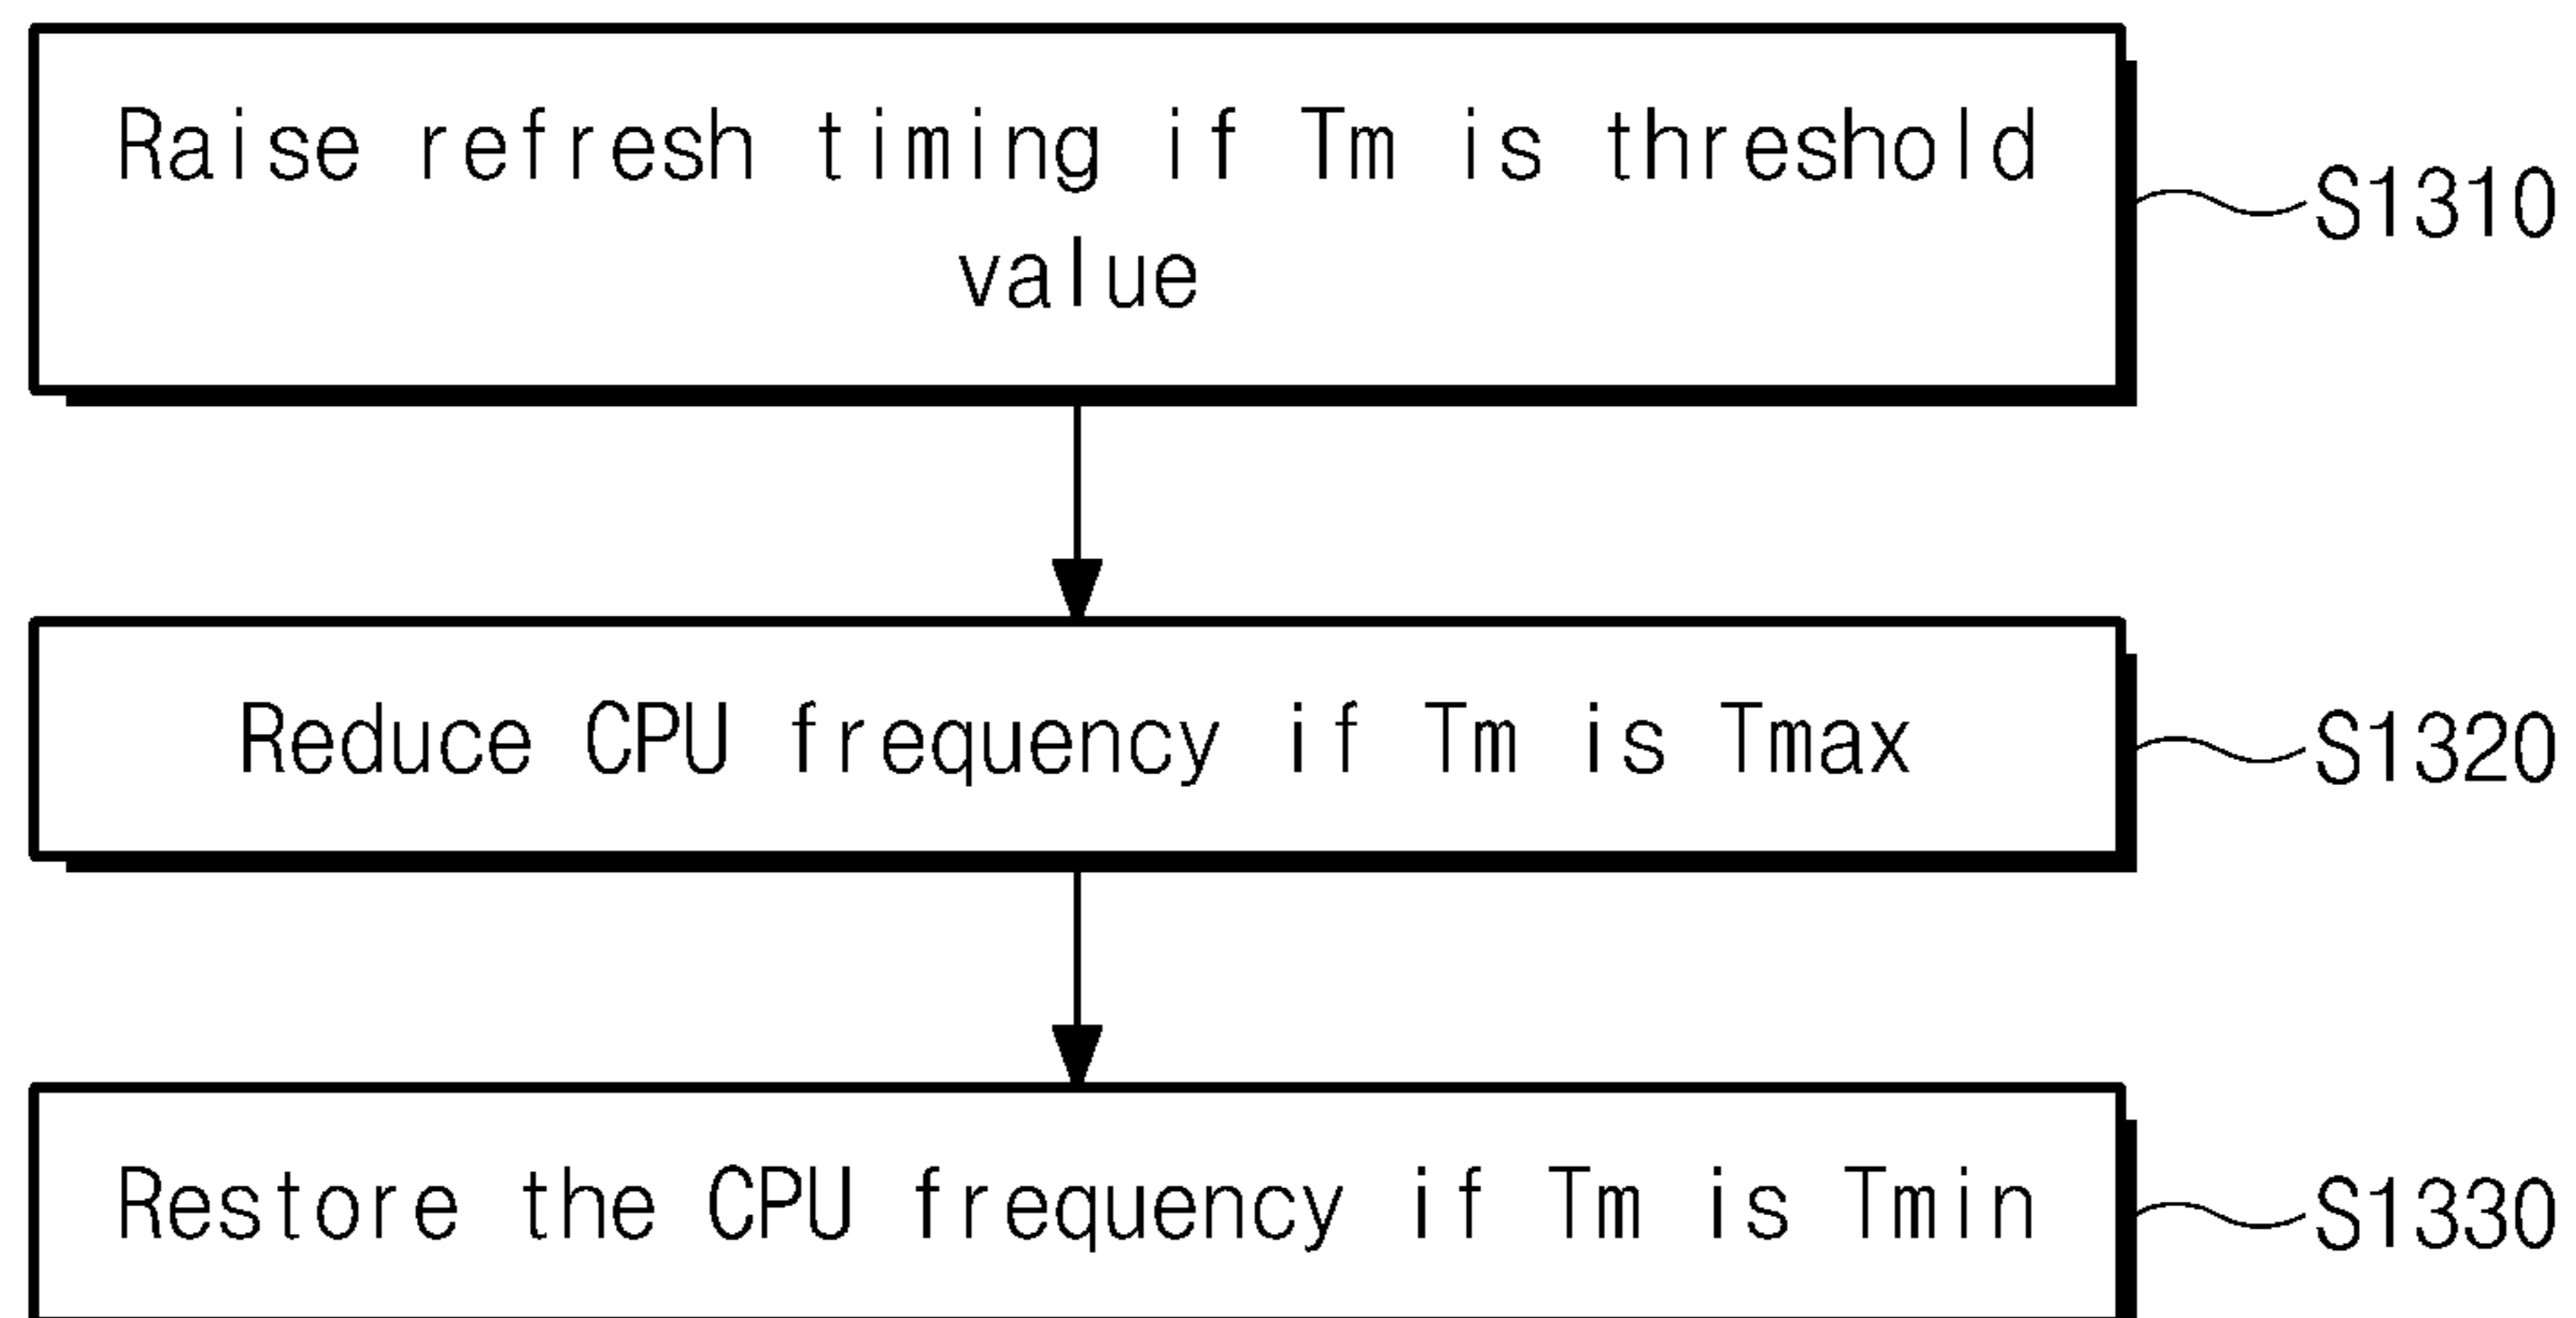 Raise refresh timing if Tm is threshold
value
S1310
Reduce CPU frequency if Tm is Tmax
S1320
Restore the CPU frequency if Tm is Tmin
S1330